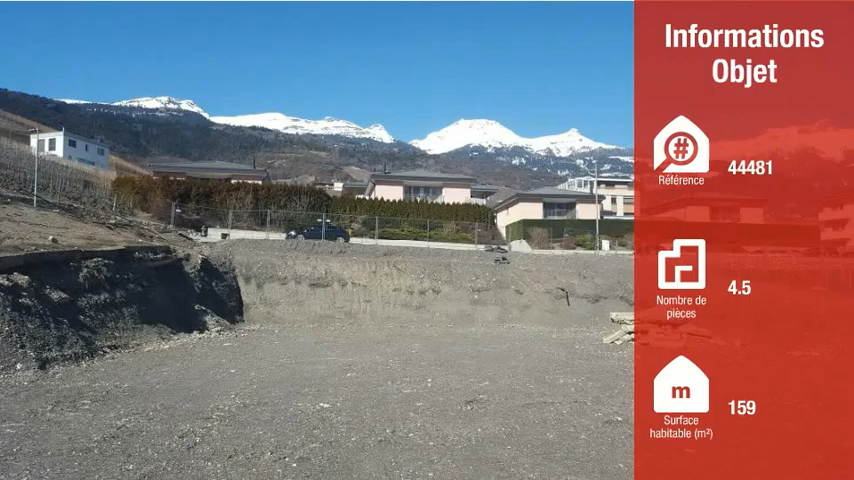 Informations
Objet
#
Référence
44481
Nombre de
pièces
4.5
m
Surface
habitable (m²)
159